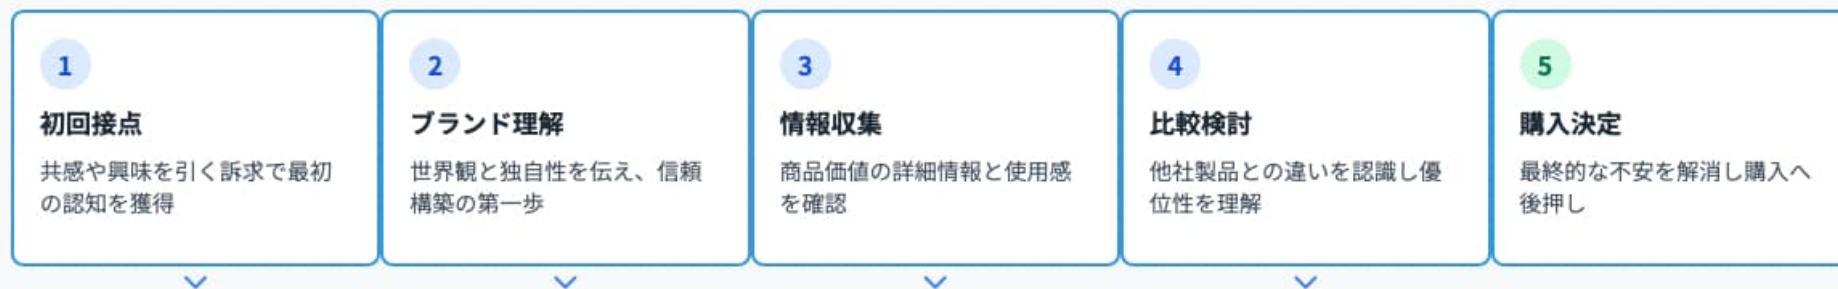 1
初回接点
共感や興味を引く訴求で最初
の認知を獲得
2
ブランド理解
世界観と独自性を伝え、信頼
構築の第一歩
3
情報収集
商品価値の詳細情報と使用感
を確認
4
比較検討
他社製品との違いを認識し優
位性を理解
5
購入決定
最終的な不安を解消し購入へ
後押し